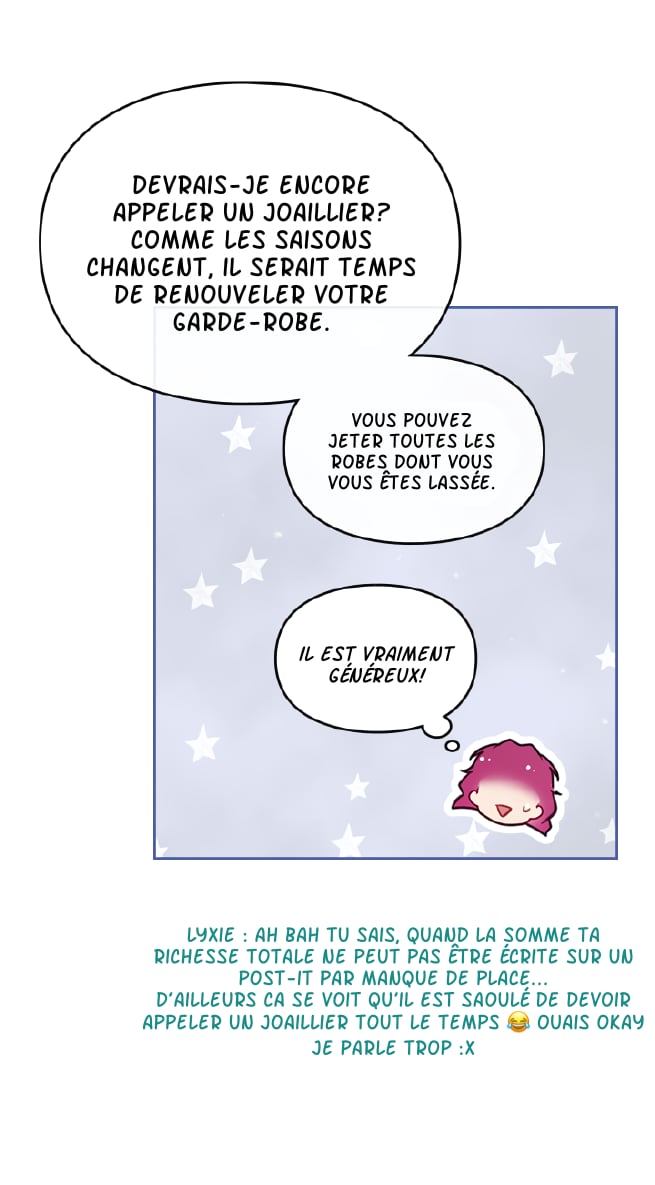 DEVRAIS-JE ENCORE
APPELER UN JOAILLIER?
COMME LES SAISONS
CHANGENT, IL SERAIT TEMPS
DE RENOUVELER VOTRE
GARDE-ROBE.
VOUS POUVEZ
JETER TOUTES LES
ROBES DONT VOUS
VOUS ÊTES LASSÉE.
IL EST VRAIMENT
GÉNÉREUX!
LYXIE : AH BAH TU SAIS, QUAND LA SOMME TA
RICHESSE TOTALE NE PEUT PAS ÊTRE ÉCRITE SUR UN
POST-IT PAR MANQUE DE PLACE...
D'AILLEURS CA SE VOIT QU'IL EST SAOULÉ DE DEVOIR
APPELER UN JOAILLIER TOUT LE TEMPS 😂 OUAIS OKAY
JE PARLE TROP :X